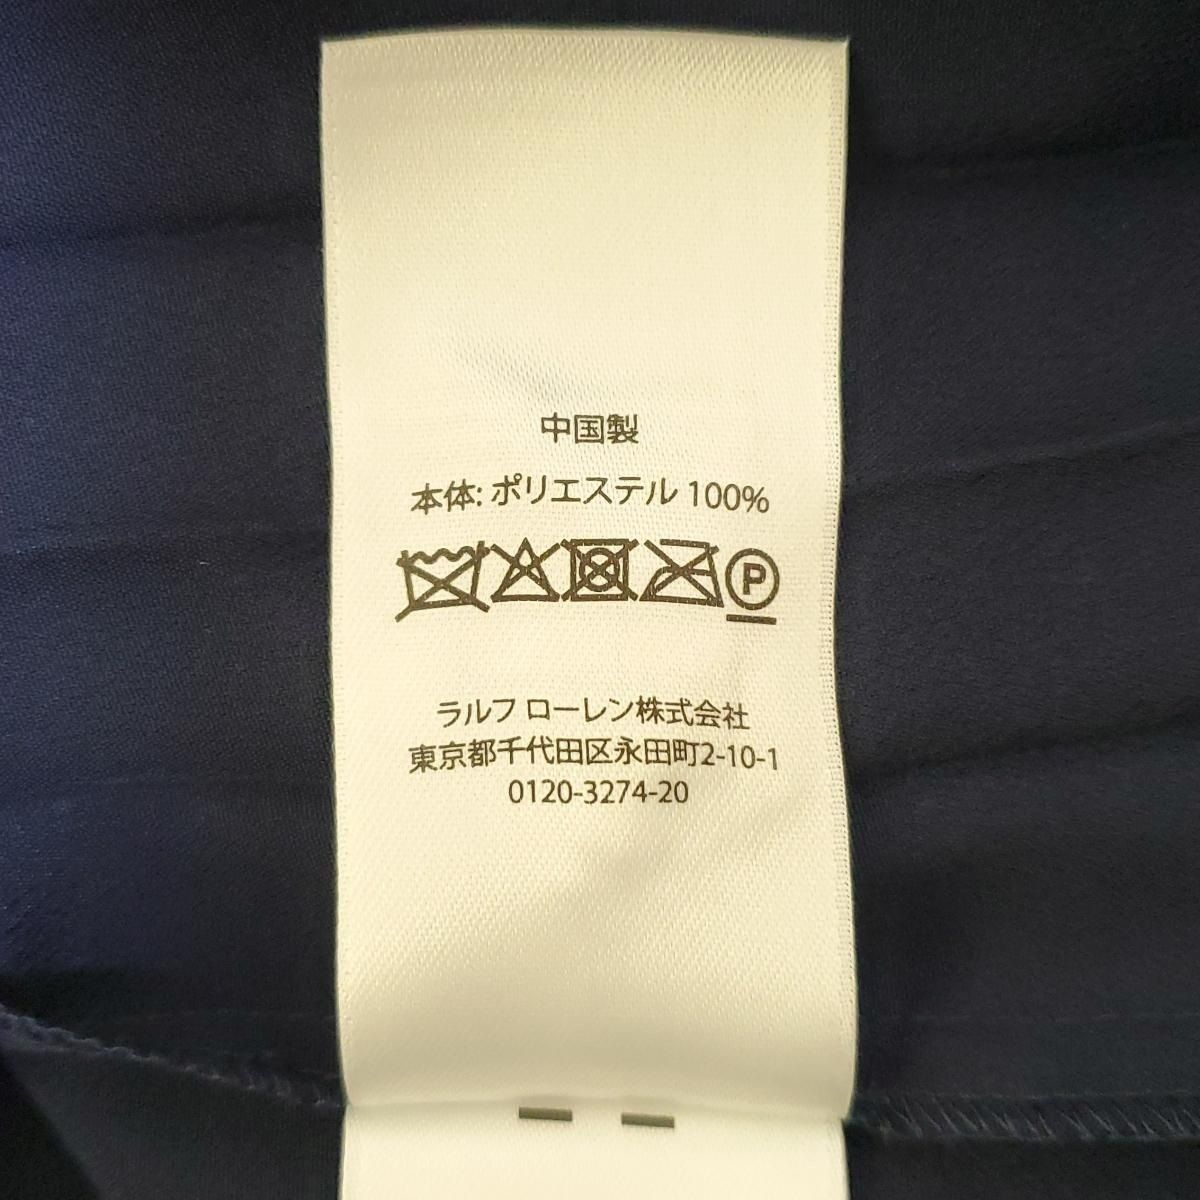 中国製
本体: ポリエステル 100%
P
ラルフ ローレン株式会社
東京都千代田区永田町2-10-1
0120-3274-20